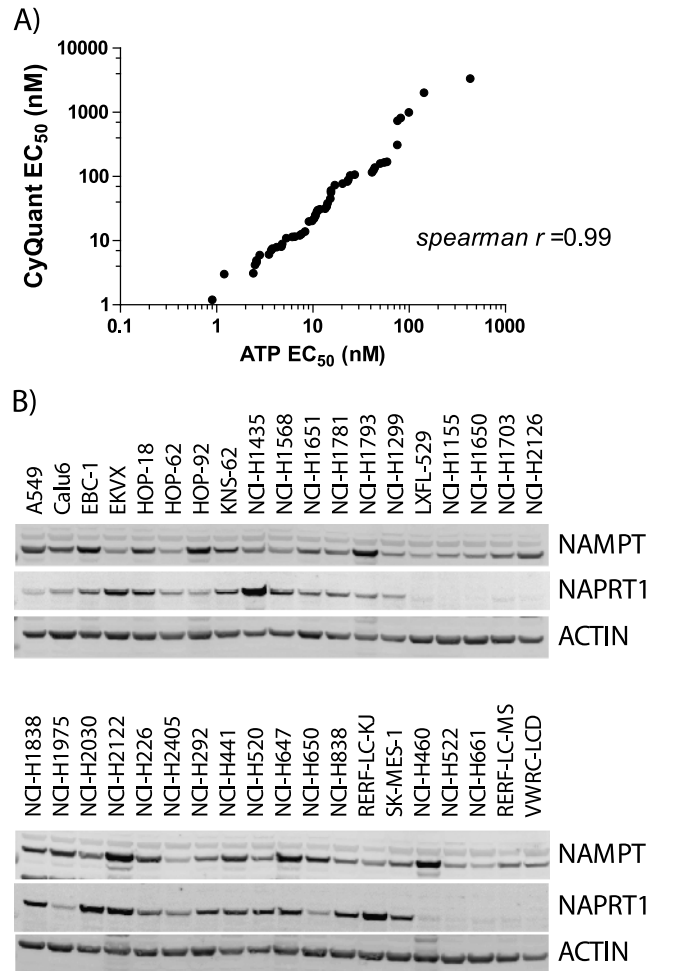 A)
CyQuant EC50 (nM)
10000
1000
100
10
1
spearman r =0.99
0.1 1 10 100 1000
ATP EC50 (nM)
B)
A549 Calu6 EBC-1 EKVX HOP-18 HOP-62 HOP-92 KNS-62 NCI-H1435 NCI-H1568 NCI-H1651 NCI-H1781 NCI-H1793 NCI-H1299 LXFL-529 NCI-H1155 NCI-H1650 NCI-H1703 NCI-H2126
NAMPT
NAPRT1
ACTIN
NCI-H1838 NCI-H1975 NCI-H2030 NCI-H2122 NCI-H226 NCI-H2405 NCI-H292 NCI-H441 NCI-H520 NCI-H647 NCI-H650 NCI-H838 RERF-LC-KJ SK-MES-1 NCI-H460 NCI-H522 NCI-H661 RERF-LC-MS VWRC-LCD
NAMPT
NAPRT1
ACTIN